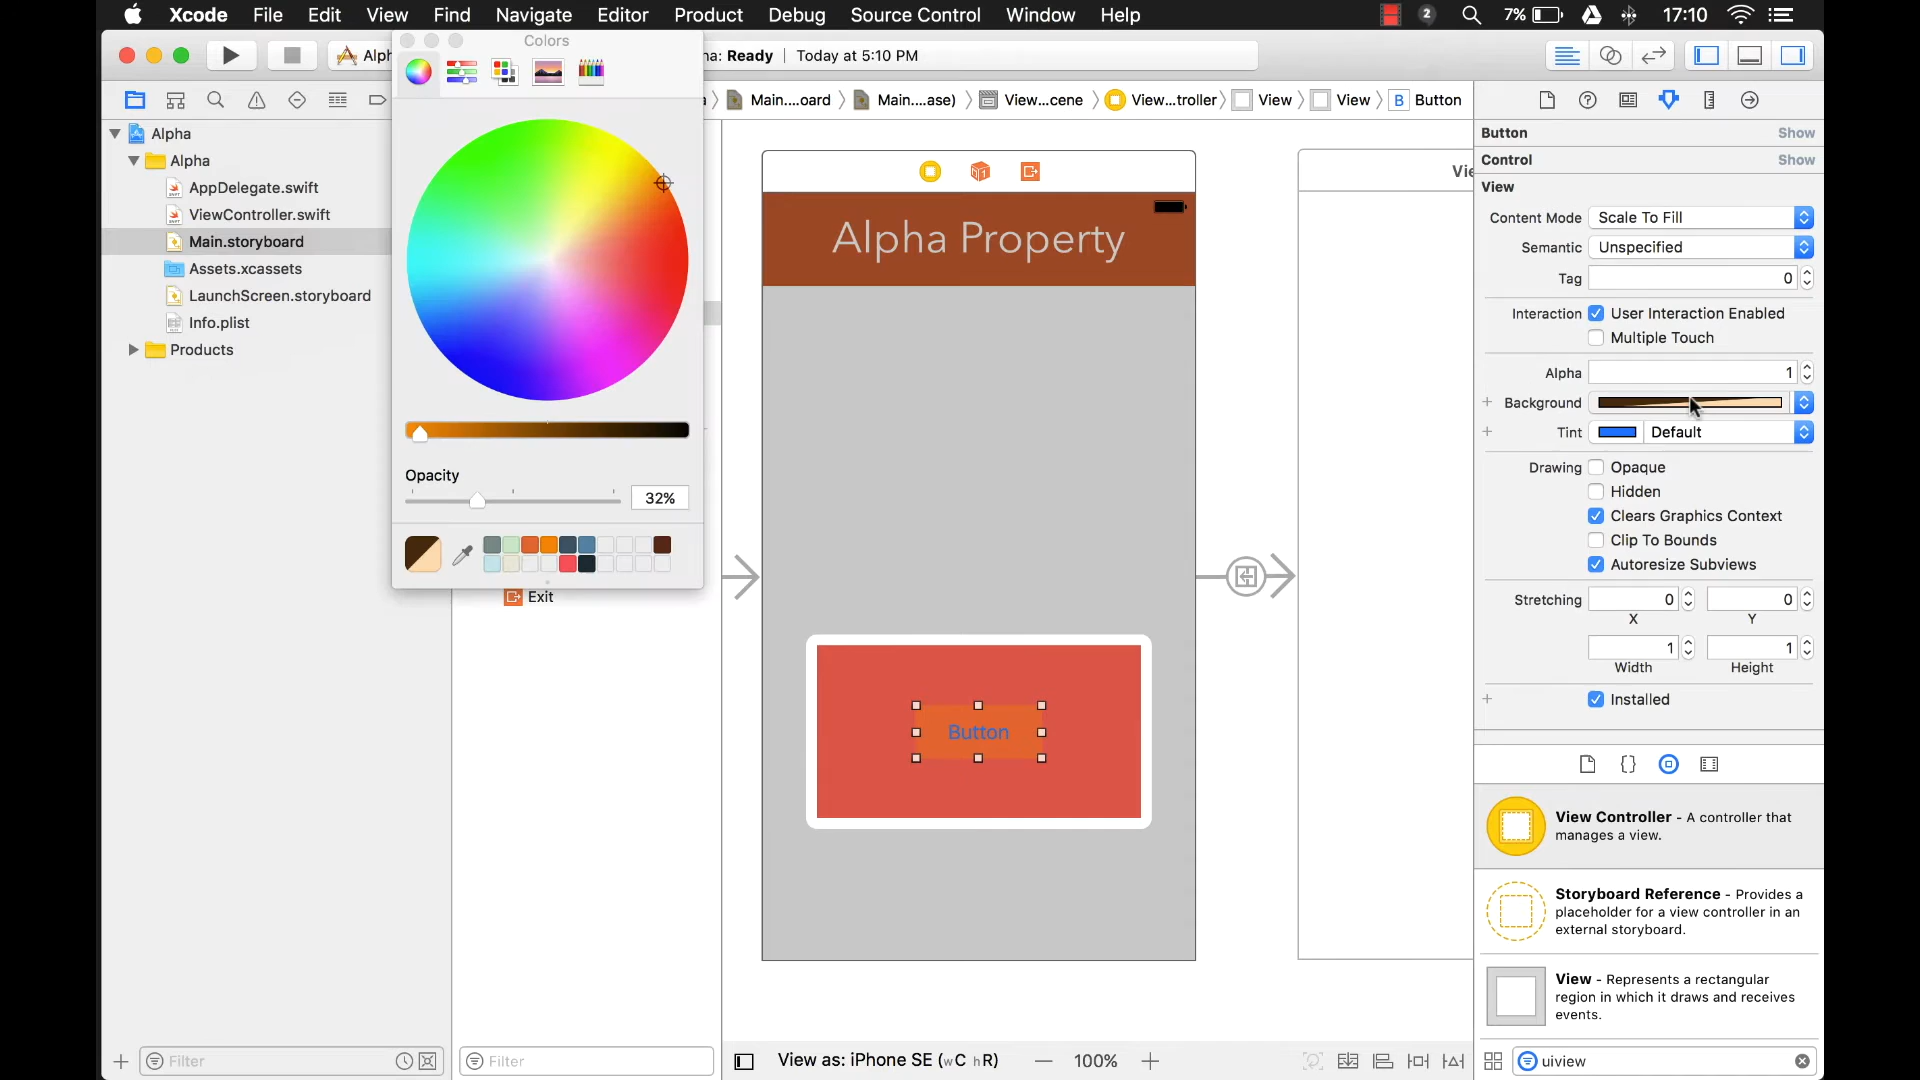 Xcode File Edit View Find Navigate Editor Product Debug Source Control Window Help 2 7% 17:10
Alph
Colors
na: Ready | Today at 5:10 PM
Main....oard Main....ase) View...cene View...troller View View B Button
Alpha
Alpha
AppDelegate.swift
ViewController.swift
Main.storyboard
Assets.xcassets
LaunchScreen.storyboard
Info.plist
Products
Opacity
32%
Exit
Alpha Property
Button
Vie
Button Show
Control Show
View
Content Mode Scale To Fill
Semantic Unspecified
Tag 0
Interaction User Interaction Enabled
Multiple Touch
Alpha 1
Background
Tint Default
Drawing Opaque
Hidden
Clears Graphics Context
Clip To Bounds
Autoresize Subviews
Stretching 0 0
X Y
1 1
Width Height
Installed
View Controller - A controller that
manages a view.
Storyboard Reference - Provides a
placeholder for a view controller in an
external storyboard.
View - Represents a rectangular
region in which it draws and receives
events.
Filter
Filter
View as: iPhone SE (wC hR) — 100% +
uiview